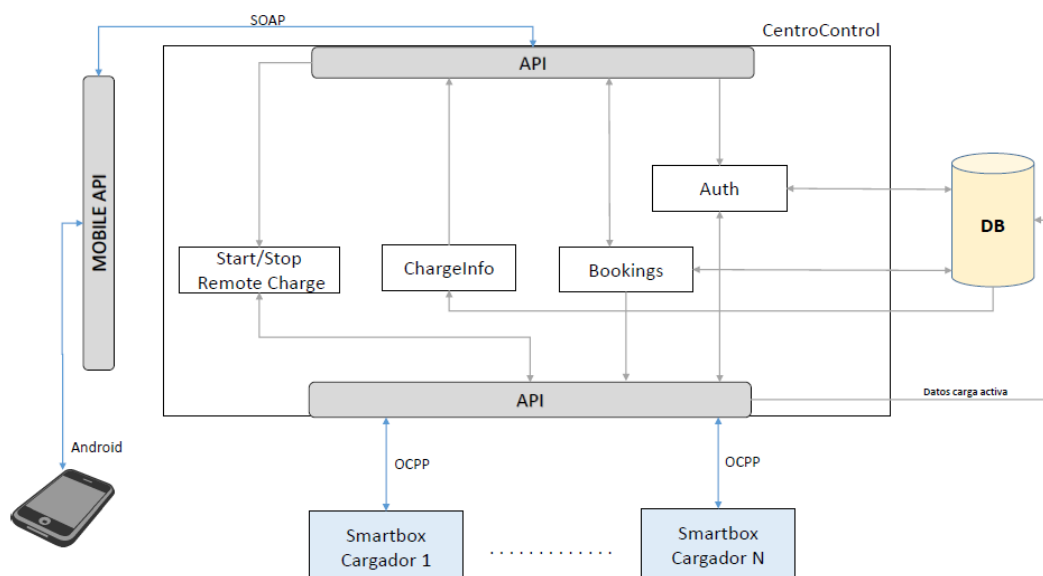 SOAP
CentroControl
API
MOBILE API
Auth
DB
Start/Stop
Remote Charge
ChargeInfo
Bookings
API
Datos carga activa
Android
OCPP
OCPP
Smartbox
Cargador 1
. . . . . . . . . . . .
Smartbox
Cargador N